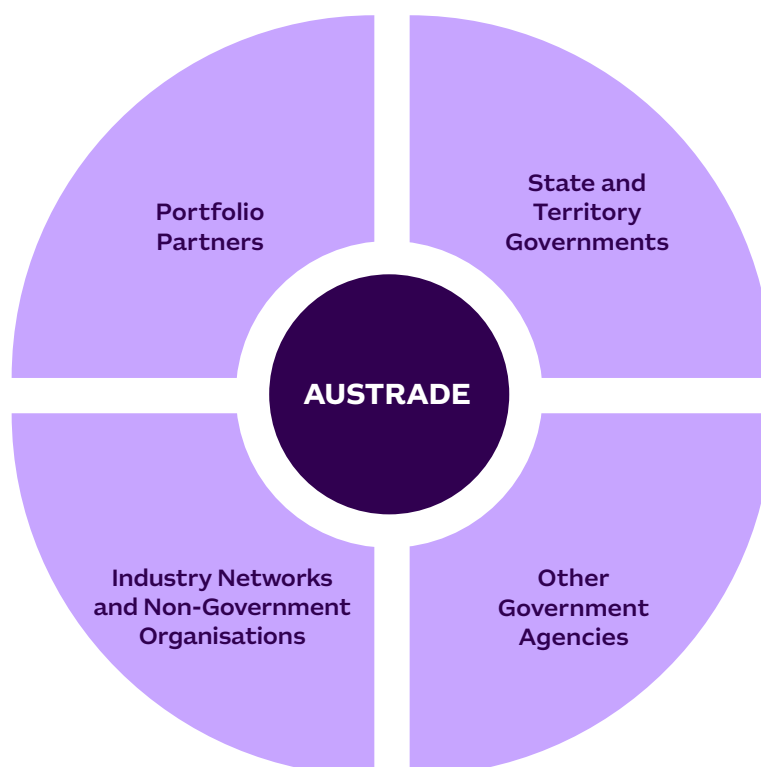 Portfolio
Partners
State and
Territory
Governments
AUSTRADE
Industry Networks
and Non-Government
Organisations
Other
Government
Agencies